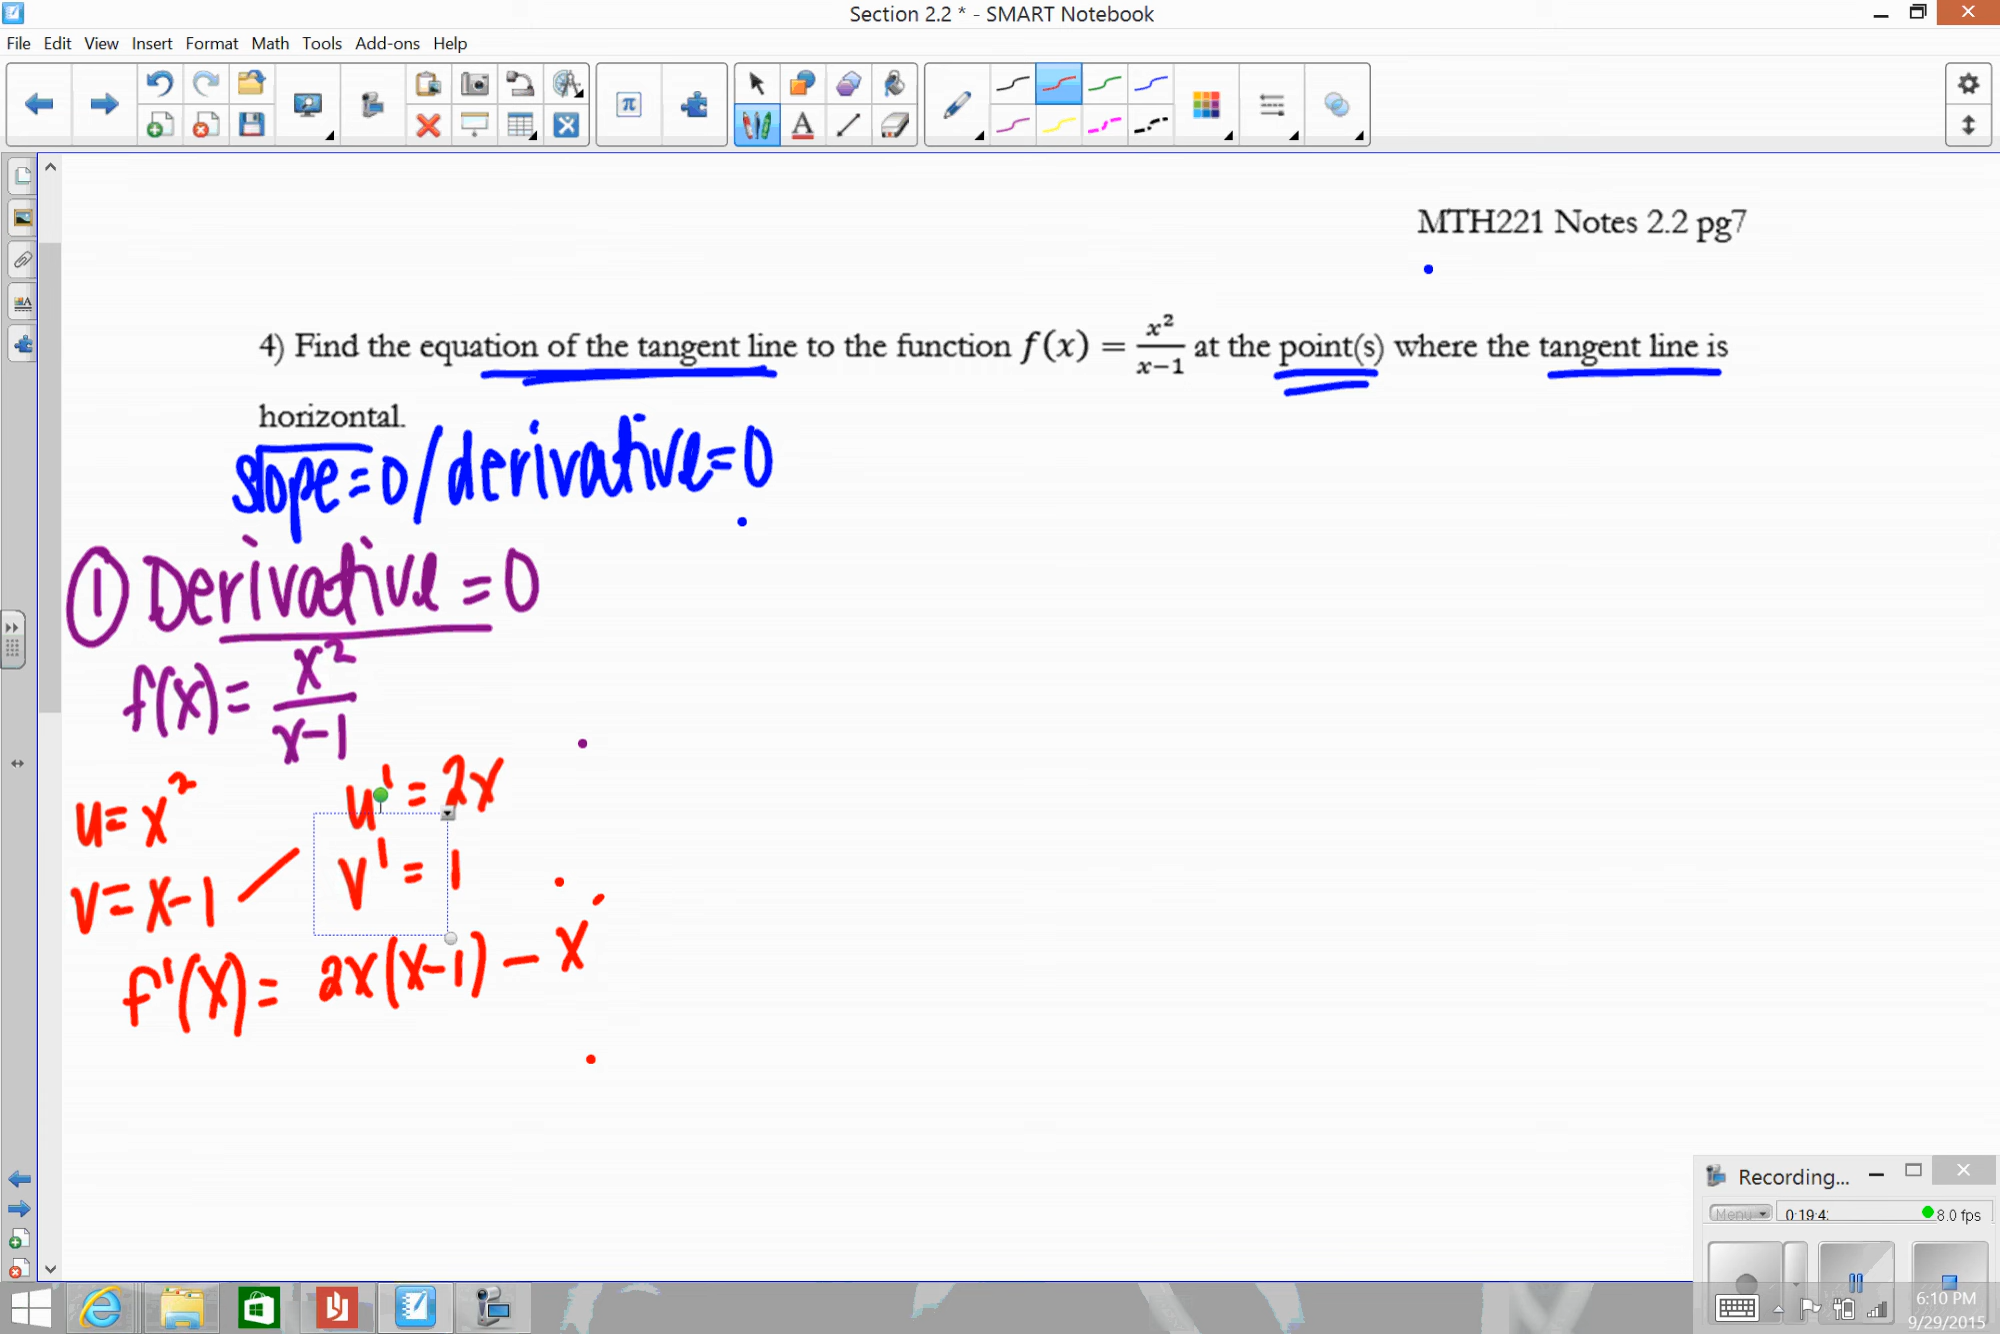 Section 2.2 * - SMART Notebook
File Edit View Insert Format Math Tools Add-ons Help
MTH221 Notes 2.2 pg7
4) Find the equation of the tangent line to the function f(x) = x²/(x−1) at the point(s) where the tangent line is
horizontal.
slope=0/derivative=0
① Derivative = 0
f(x) = x²/(x-1)
u = x² u' = 2x
v = x-1 v' = 1
f'(x) = 2x(x-1) - x
Recording...
Menu 0:19:4 8.0 fps
6:10 PM
9/29/2015